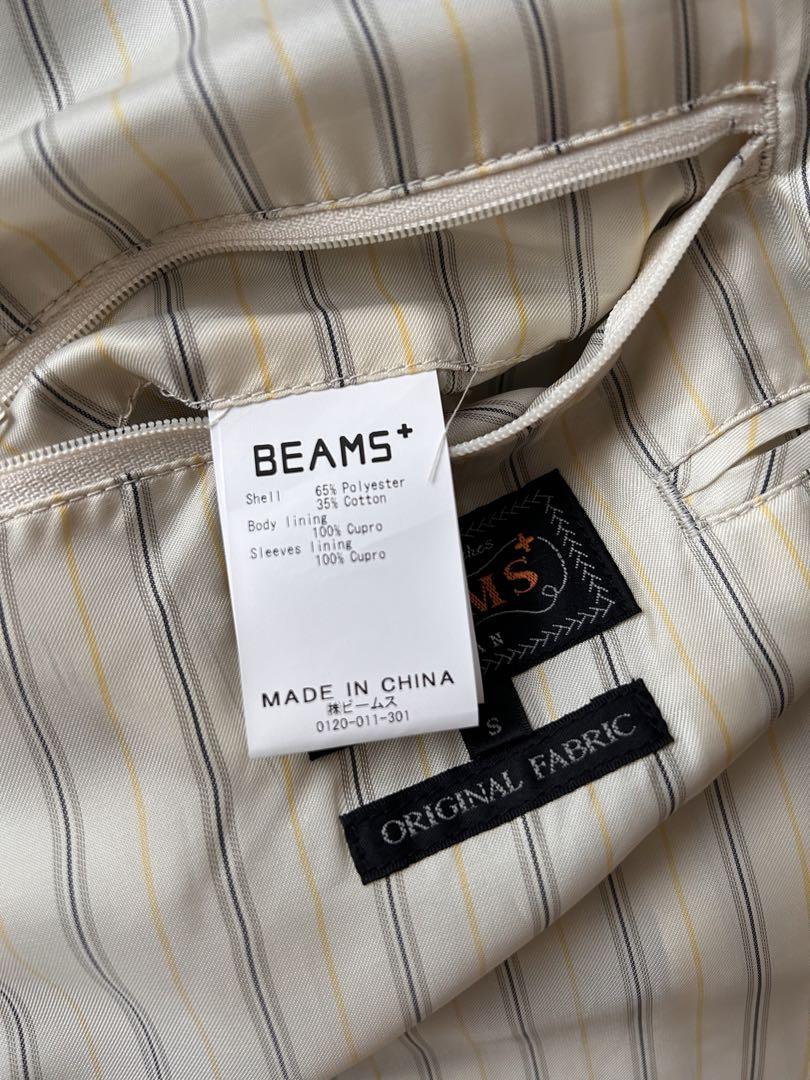 BEAMS+
Shell 65% Polyester
35% Cotton
Body lining
100% Cupro
Sleeves lining
100% Cupro
MADE IN CHINA
㈱ビームス
0120-011-301
S
ORIGINAL FABRIC